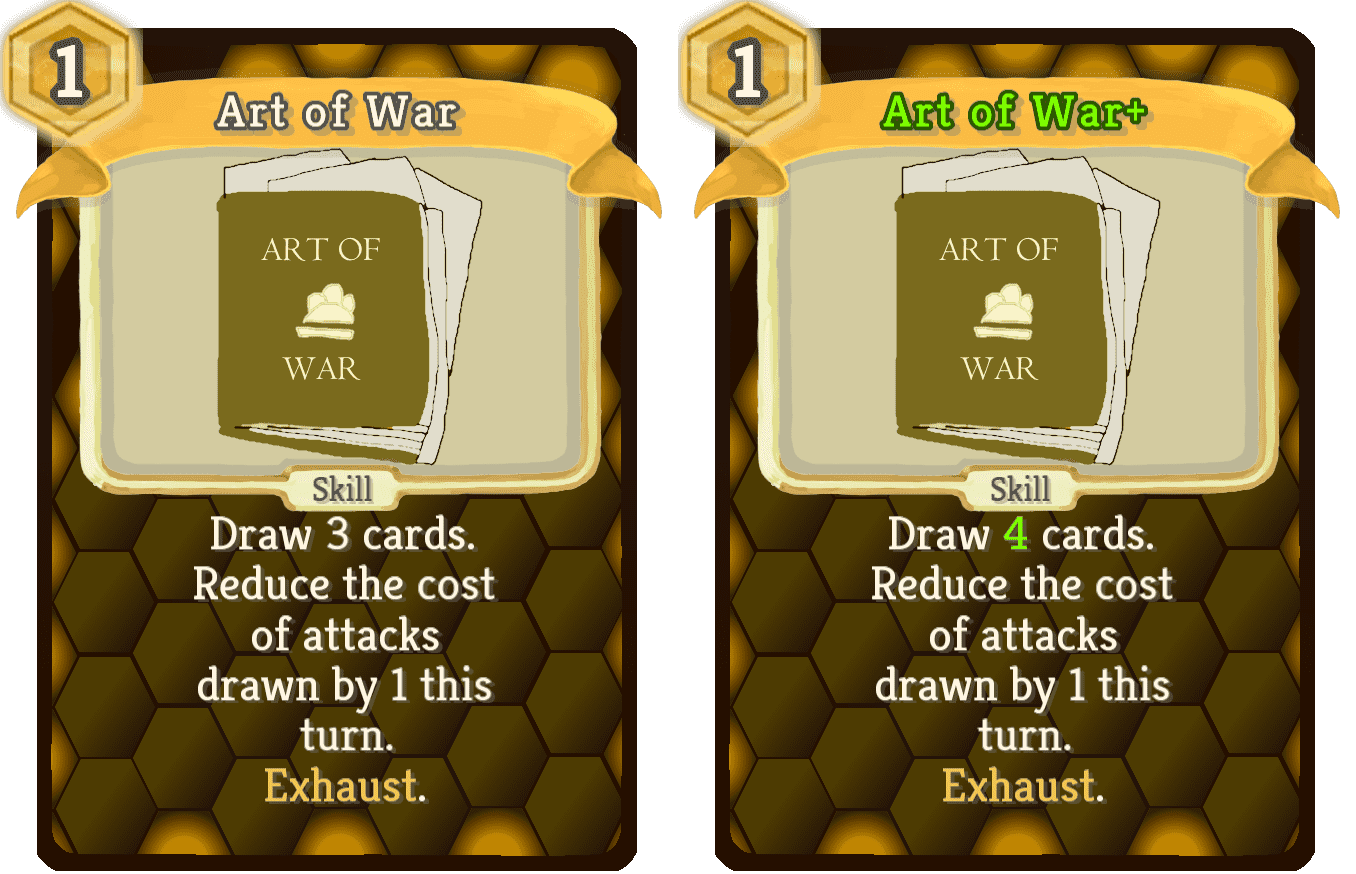 1
Art of War
ART OF
WAR
Skill
Draw 3 cards.
Reduce the cost
of attacks
drawn by 1 this
turn.
Exhaust.
1
Art of War+
ART OF
WAR
Skill
Draw 4 cards.
Reduce the cost
of attacks
drawn by 1 this
turn.
Exhaust.